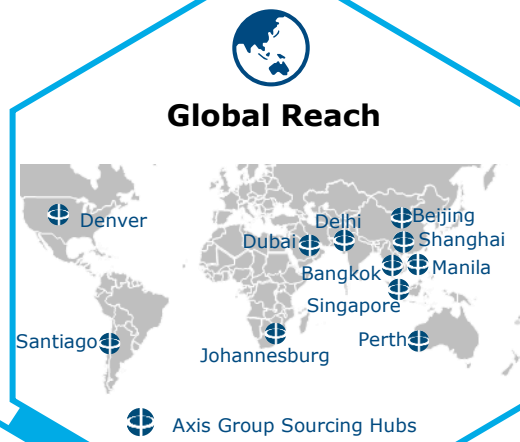 Global Reach
Denver
Beijing
Delhi
Dubai
Shanghai
Bangkok
Manila
Singapore
Santiago
Perth
Johannesburg
Axis Group Sourcing Hubs